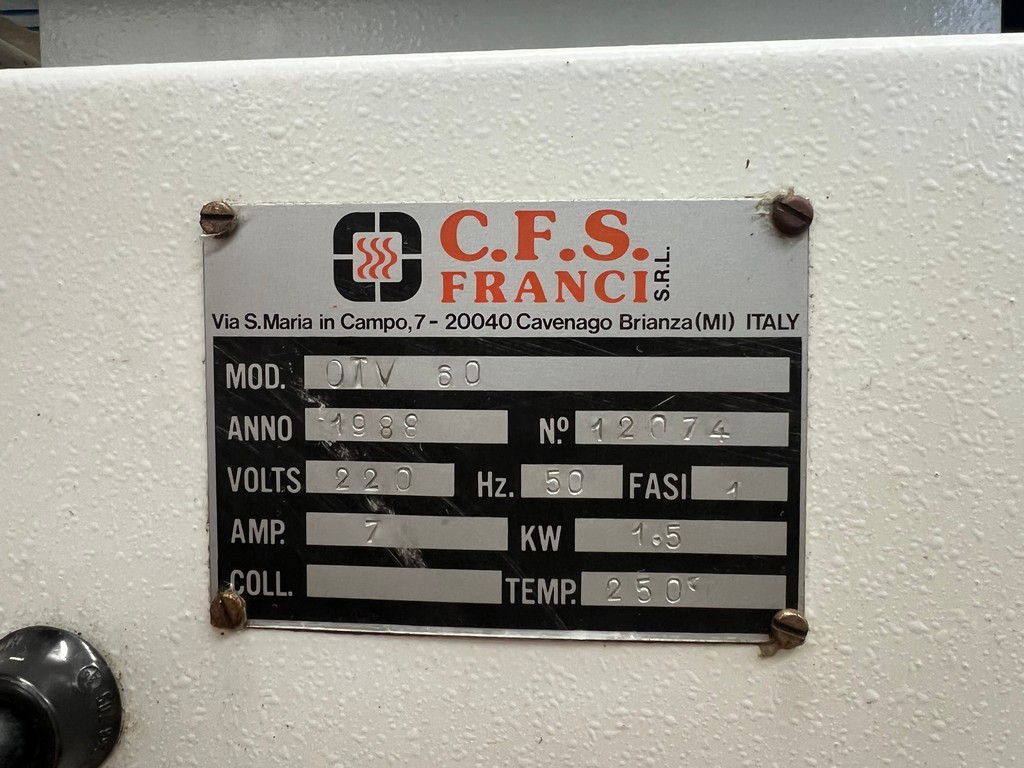 C.F.S.
FRANCI S.R.L.
Via S. Maria in Campo, 7 - 20040 Cavenago Brianza (MI) ITALY
MOD. OTV 60
ANNO 1988 N.º 12074
VOLTS 220 Hz. 50 FASI 1
AMP. 7 KW 1.5
COLL. TEMP. 250°